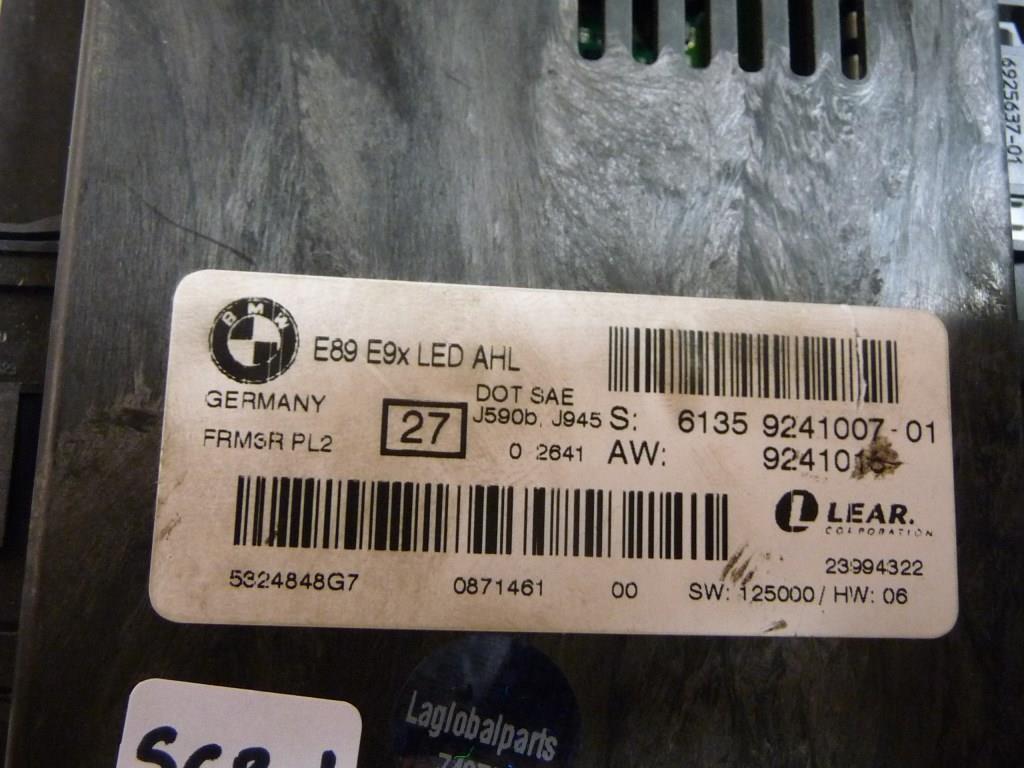 6925637-01
BMW
E89 E9x LED AHL
GERMANY
FRM3R PL2
27
DOT SAE
J590b, J945
0 2641
S: 6135 9241007-01
AW:
LEAR.
CORPORATION
23994322
5324848G7 0871461 00 SW: 125000 / HW: 06
Laglobalparts